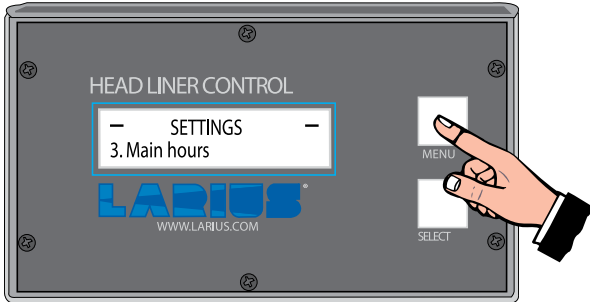 HEAD LINER CONTROL
– SETTINGS –
3. Main hours
MENU
LARIUS®
WWW.LARIUS.COM
SELECT